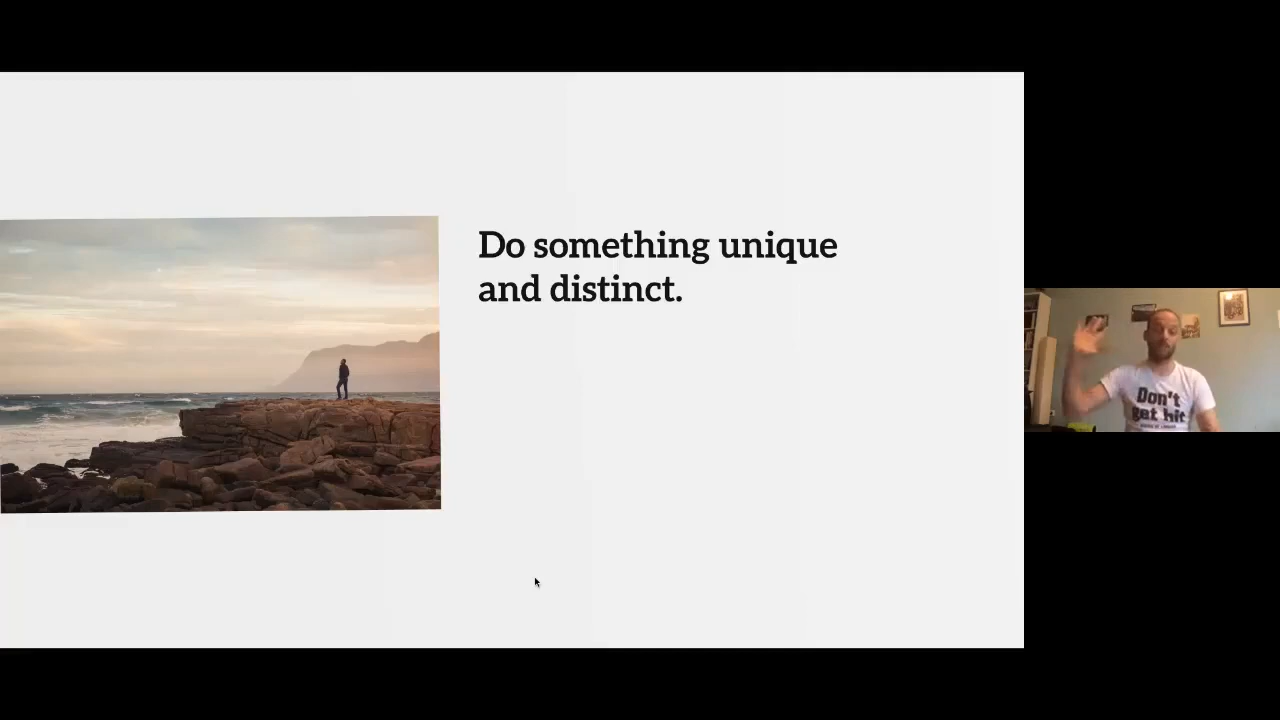 Do something unique
and distinct.
Don't
get hit